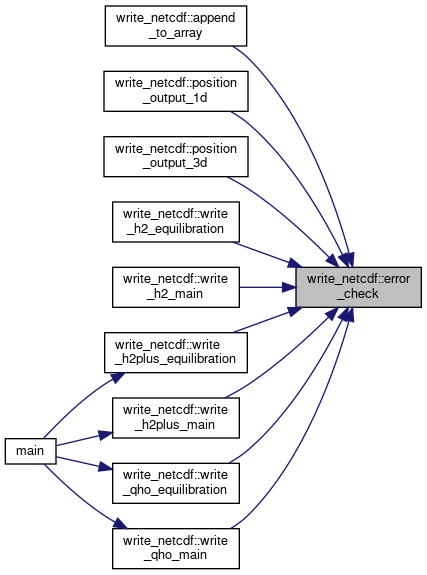 write_netcdf::append
_to_array
write_netcdf::position
_output_1d
write_netcdf::position
_output_3d
write_netcdf::write
_h2_equilibration
write_netcdf::error
_check
write_netcdf::write
_h2_main
write_netcdf::write
_h2plus_equilibration
write_netcdf::write
_h2plus_main
main
write_netcdf::write
_qho_equilibration
write_netcdf::write
_qho_main